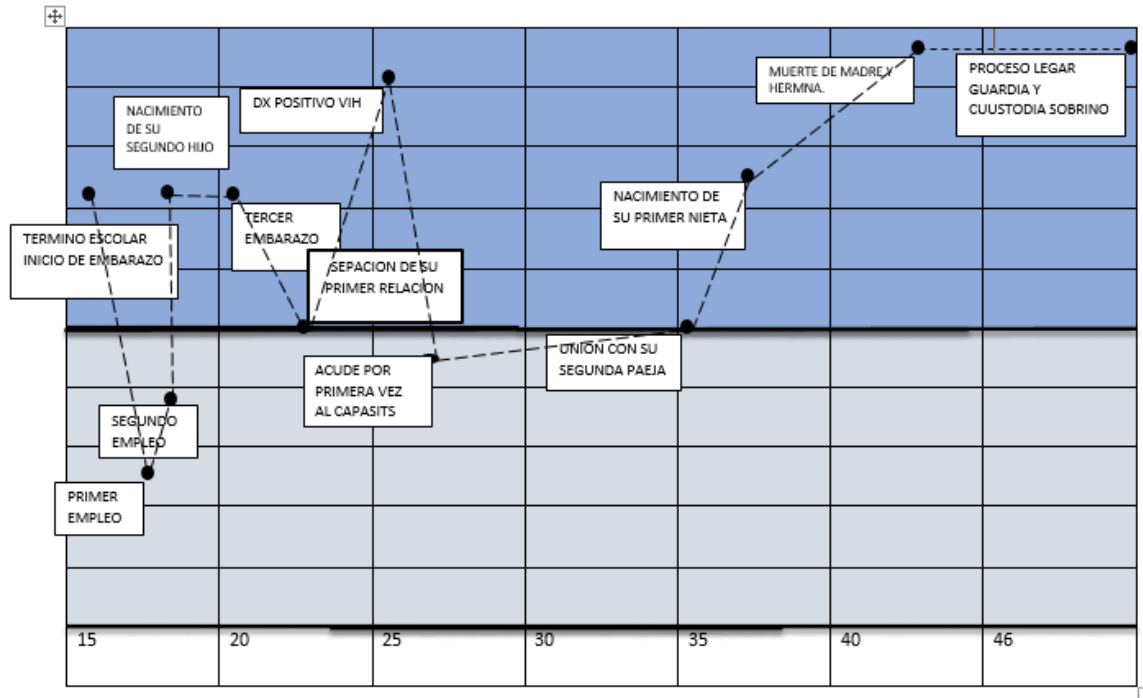 MUERTE DE MADRE Y
HERMNA.
PROCESO LEGAR
GUARDIA Y
CUUSTODIA SOBRINO
DX POSITIVO VIH
NACIMIENTO
DE SU
SEGUNDO HIJO
NACIMIENTO DE
SU PRIMER NIETA
TERCER
EMBARAZO
TERMINO ESCOLAR
INICIO DE EMBARAZO
SEPACION DE SU
PRIMER RELACION
UNION CON SU
SEGUNDA PAEJA
ACUDE POR
PRIMERA VEZ
AL CAPASITS
SEGUNDO
EMPLEO
PRIMER
EMPLEO
15 20 25 30 35 40 46